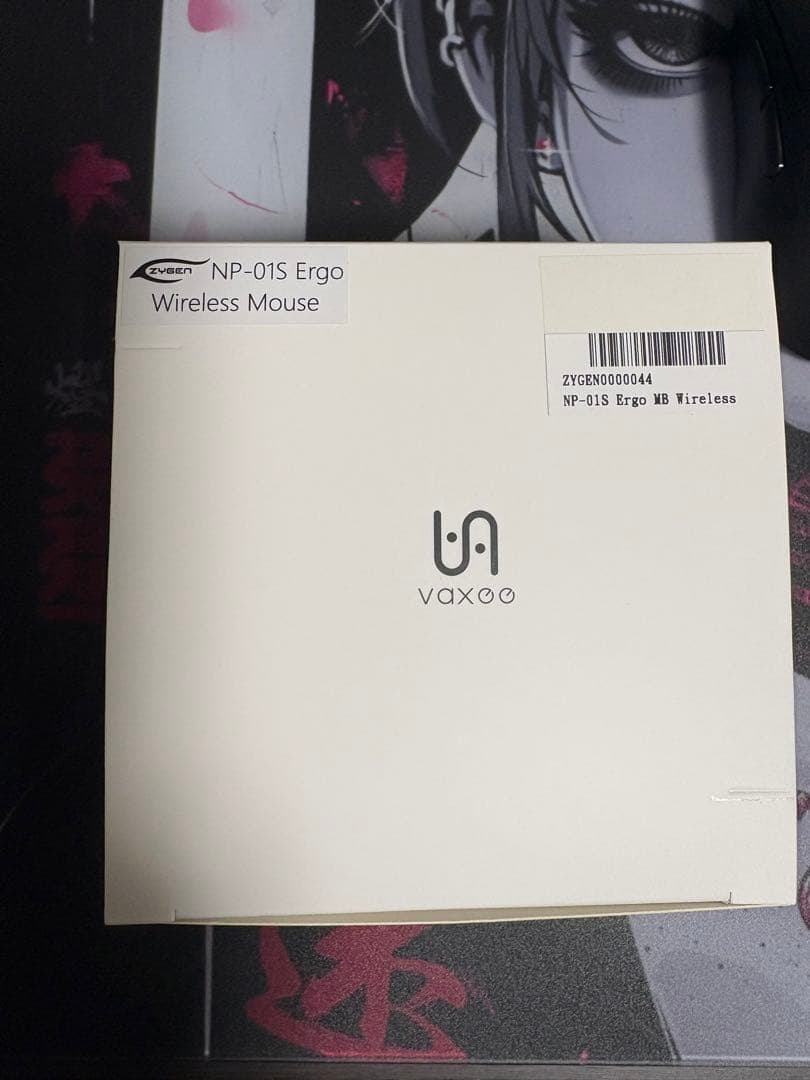 ZYGEN NP-01S Ergo
Wireless Mouse
ZYGEN0000044
NP-01S Ergo MB Wireless
vaxee